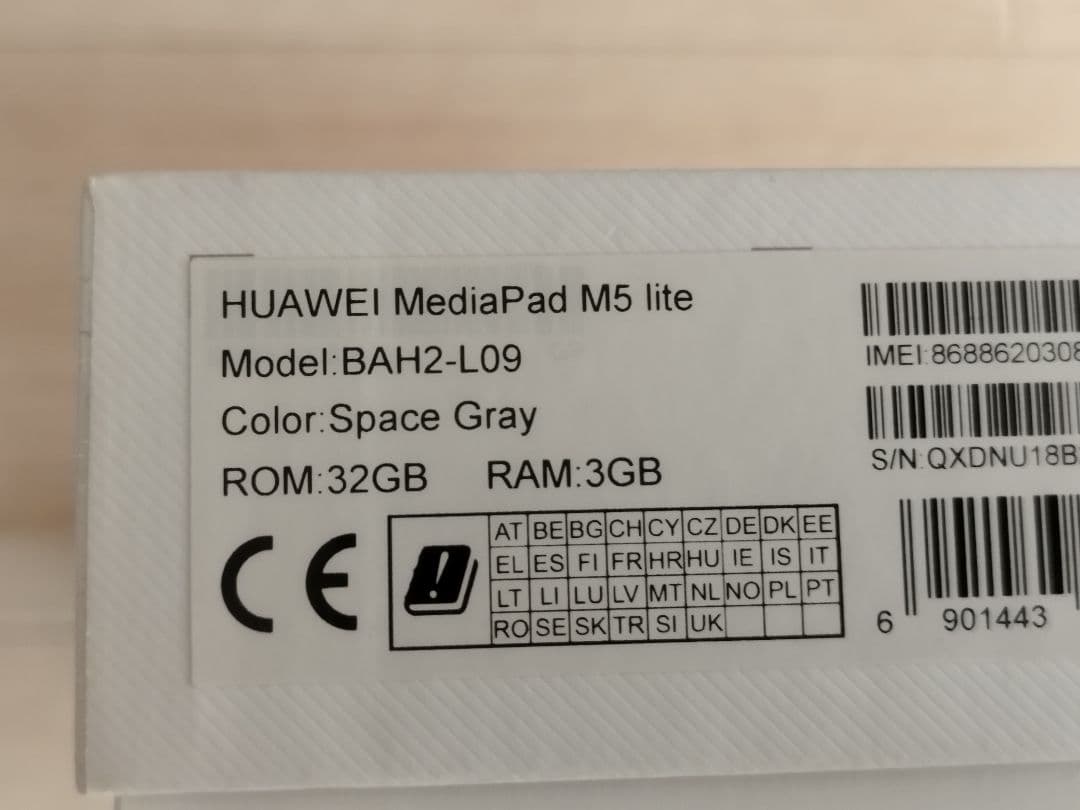 HUAWEI MediaPad M5 lite
Model:BAH2-L09
Color:Space Gray
ROM:32GB RAM:3GB
CE
AT BE BG CH CY CZ DE DK EE
EL ES FI FR HR HU IE IS IT
LT LI LU LV MT NL NO PL PT
RO SE SK TR SI UK
IMEI:8688620308
S/N:QXDNU18B
6 901443